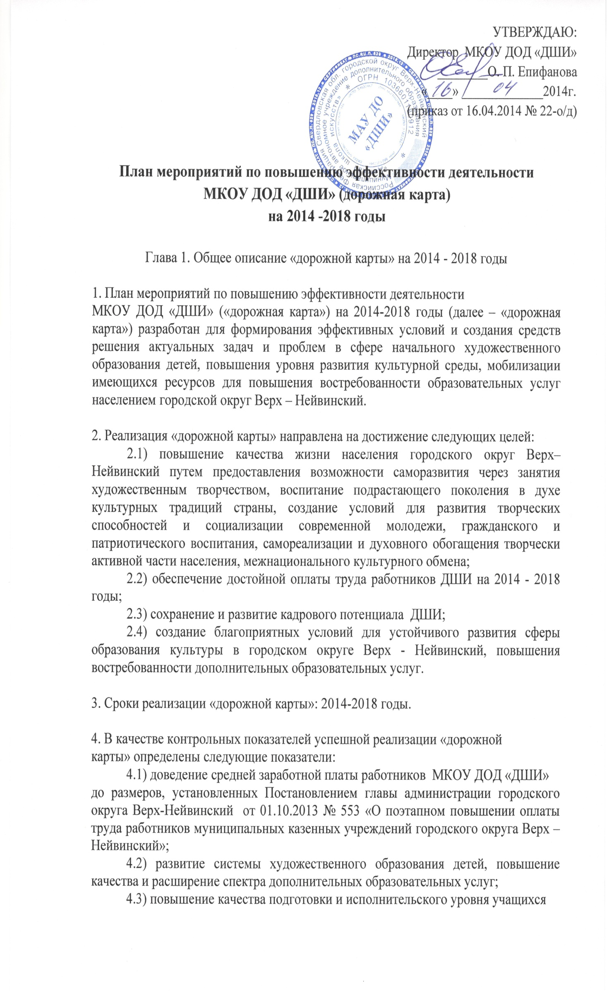 УТВЕРЖДАЮ:
Директор МКОУ ДОД «ДШИ»
________О. П. Епифанова
«16» 04 2014г.
(приказ от 16.04.2014 № 22-о/д)
Российская Федерация Свердловская обл. городской округ Верх-Нейвинский
Муниципальное автономное учреждение дополнительного образования
«Детская школа искусств» * ОГРН 1036601180912 *
МАУ ДО
«ДШИ»
План мероприятий по повышению эффективности деятельности
МКОУ ДОД «ДШИ» (дорожная карта)
на 2014 -2018 годы
Глава 1. Общее описание «дорожной карты» на 2014 - 2018 годы
1. План мероприятий по повышению эффективности деятельности
МКОУ ДОД «ДШИ» («дорожная карта») на 2014-2018 годы (далее – «дорожная
карта») разработан для формирования эффективных условий и создания средств
решения актуальных задач и проблем в сфере начального художественного
образования детей, повышения уровня развития культурной среды, мобилизации
имеющихся ресурсов для повышения востребованности образовательных услуг
населением городской округ Верх – Нейвинский.
2. Реализация «дорожной карты» направлена на достижение следующих целей:
2.1) повышение качества жизни населения городского округ Верх–
Нейвинский путем предоставления возможности саморазвития через занятия
художественным творчеством, воспитание подрастающего поколения в духе
культурных традиций страны, создание условий для развития творческих
способностей и социализации современной молодежи, гражданского и
патриотического воспитания, самореализации и духовного обогащения творчески
активной части населения, межнационального культурного обмена;
2.2) обеспечение достойной оплаты труда работников ДШИ на 2014 - 2018
годы;
2.3) сохранение и развитие кадрового потенциала ДШИ;
2.4) создание благоприятных условий для устойчивого развития сферы
образования культуры в городском округе Верх - Нейвинский, повышения
востребованности дополнительных образовательных услуг.
3. Сроки реализации «дорожной карты»: 2014-2018 годы.
4. В качестве контрольных показателей успешной реализации «дорожной
карты» определены следующие показатели:
4.1) доведение средней заработной платы работников МКОУ ДОД «ДШИ»
до размеров, установленных Постановлением главы администрации городского
округа Верх-Нейвинский от 01.10.2013 № 553 «О поэтапном повышении оплаты
труда работников муниципальных казенных учреждений городского округа Верх –
Нейвинский»;
4.2) развитие системы художественного образования детей, повышение
качества и расширение спектра дополнительных образовательных услуг;
4.3) повышение качества подготовки и исполнительского уровня учащихся